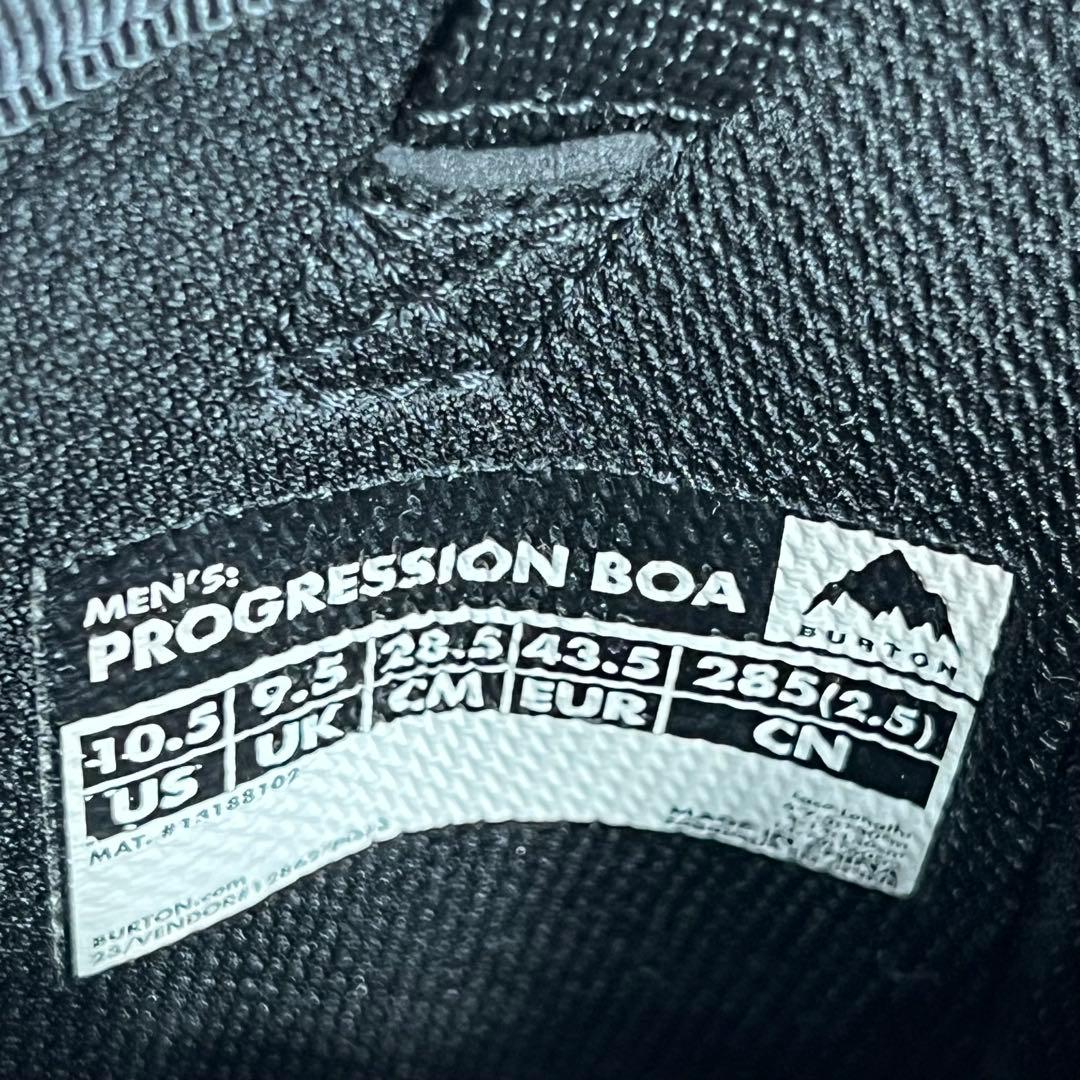 MEN'S:
PROGRESSION BOA
BURTON
10.5 9.5 28.5 43.5 285(2.5)
US UK CM EUR CN
MAT.#13188102
BURTON.com